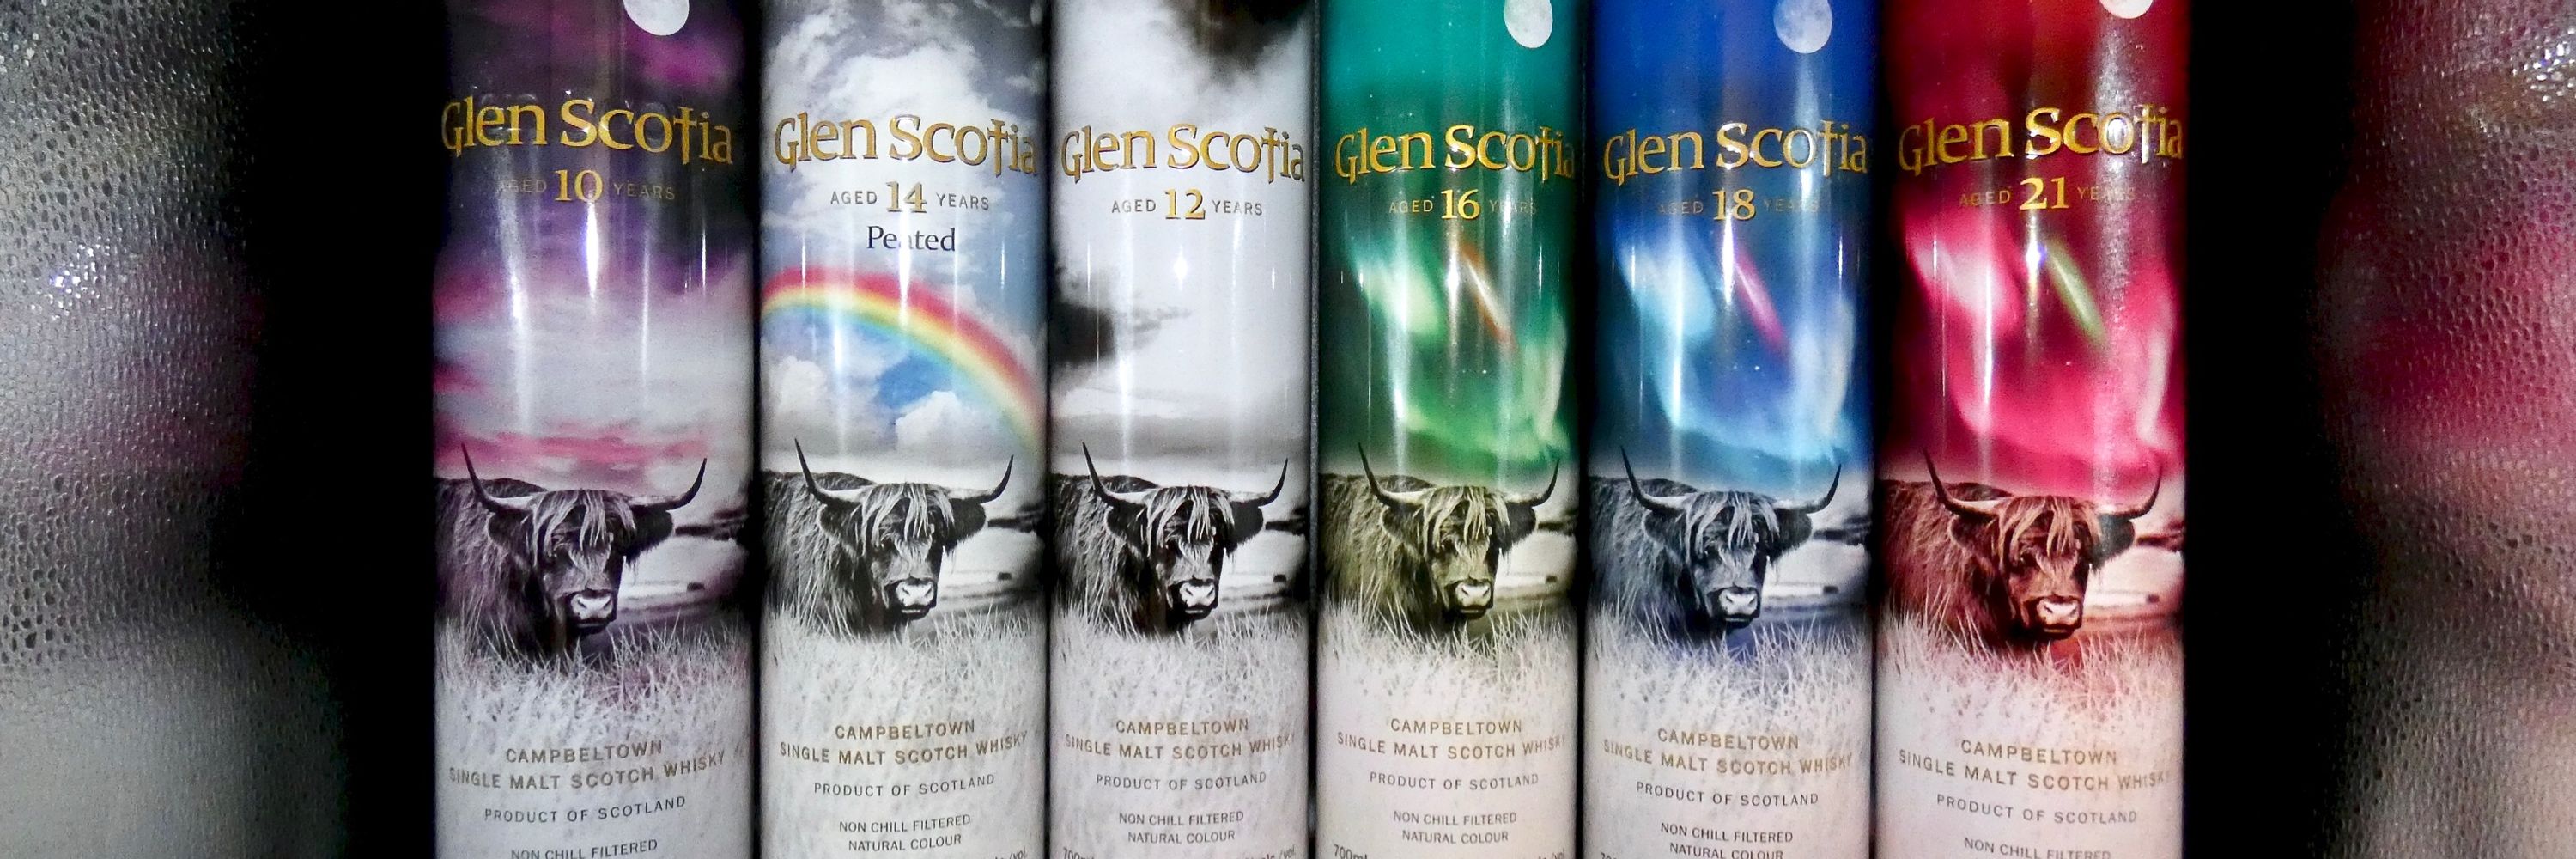 Glen Scotia
AGED 10 YEARS
CAMPBELTOWN
SINGLE MALT SCOTCH WHISKY
PRODUCT OF SCOTLAND
NON CHILL FILTERED
Glen Scotia
AGED 14 YEARS
Peated
CAMPBELTOWN
SINGLE MALT SCOTCH WHISKY
PRODUCT OF SCOTLAND
NON CHILL FILTERED
NATURAL COLOUR
Glen Scotia
AGED 12 YEARS
CAMPBELTOWN
SINGLE MALT SCOTCH WHISKY
PRODUCT OF SCOTLAND
NON CHILL FILTERED
NATURAL COLOUR
Glen Scotia
AGED 16 YEARS
CAMPBELTOWN
SINGLE MALT SCOTCH WHISKY
PRODUCT OF SCOTLAND
NON CHILL FILTERED
NATURAL COLOUR
700ml
Glen Scotia
AGED 18 YEARS
CAMPBELTOWN
SINGLE MALT SCOTCH WHISKY
PRODUCT OF SCOTLAND
NON CHILL FILTERED
NATURAL COLOUR
Glen Scotia
AGED 21 YEARS
CAMPBELTOWN
SINGLE MALT SCOTCH WHISKY
PRODUCT OF SCOTLAND
NON CHILL FILTERED